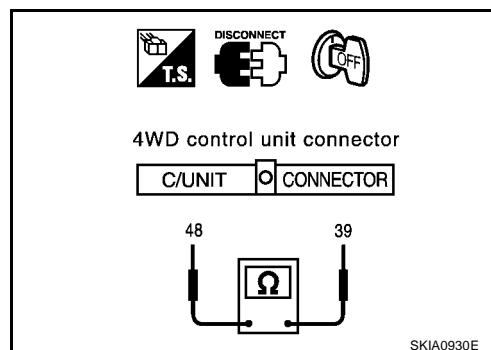 DISCONNECT
T.S.
OFF
4WD control unit connector
C/UNIT CONNECTOR
48 39
Ω
SKIA0930E